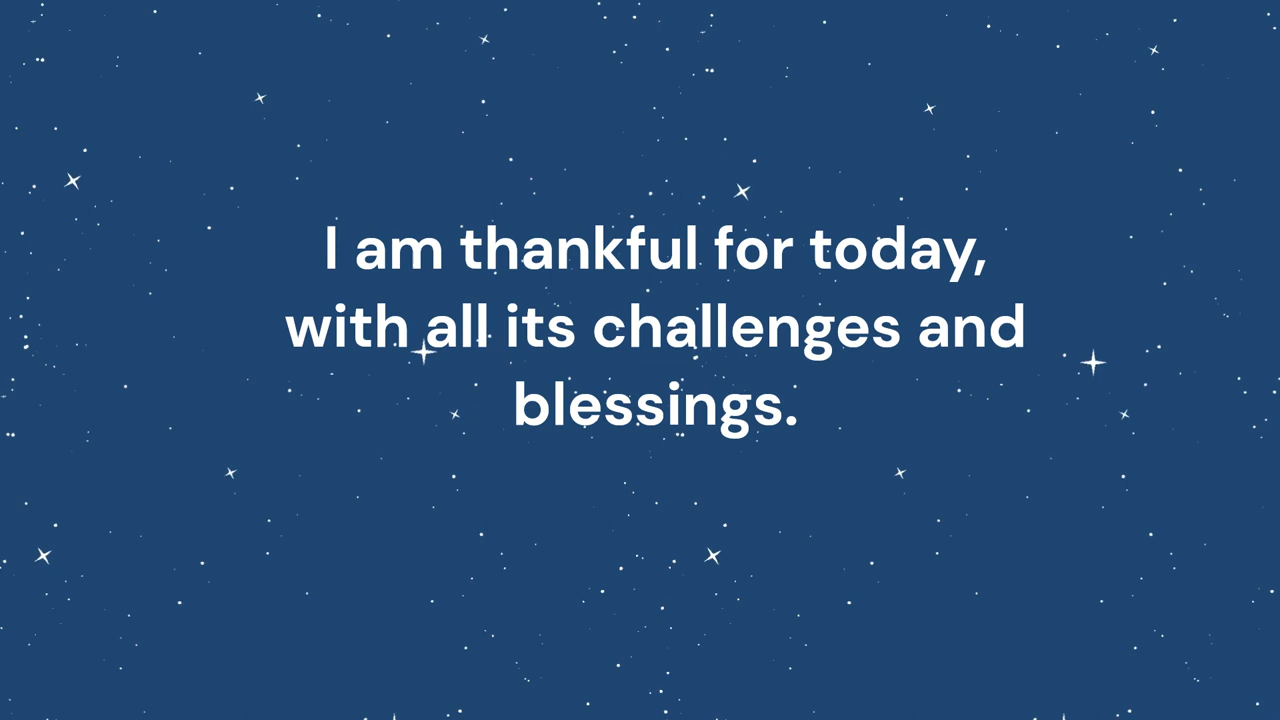 I am thankful for today,
with all its challenges and
blessings.